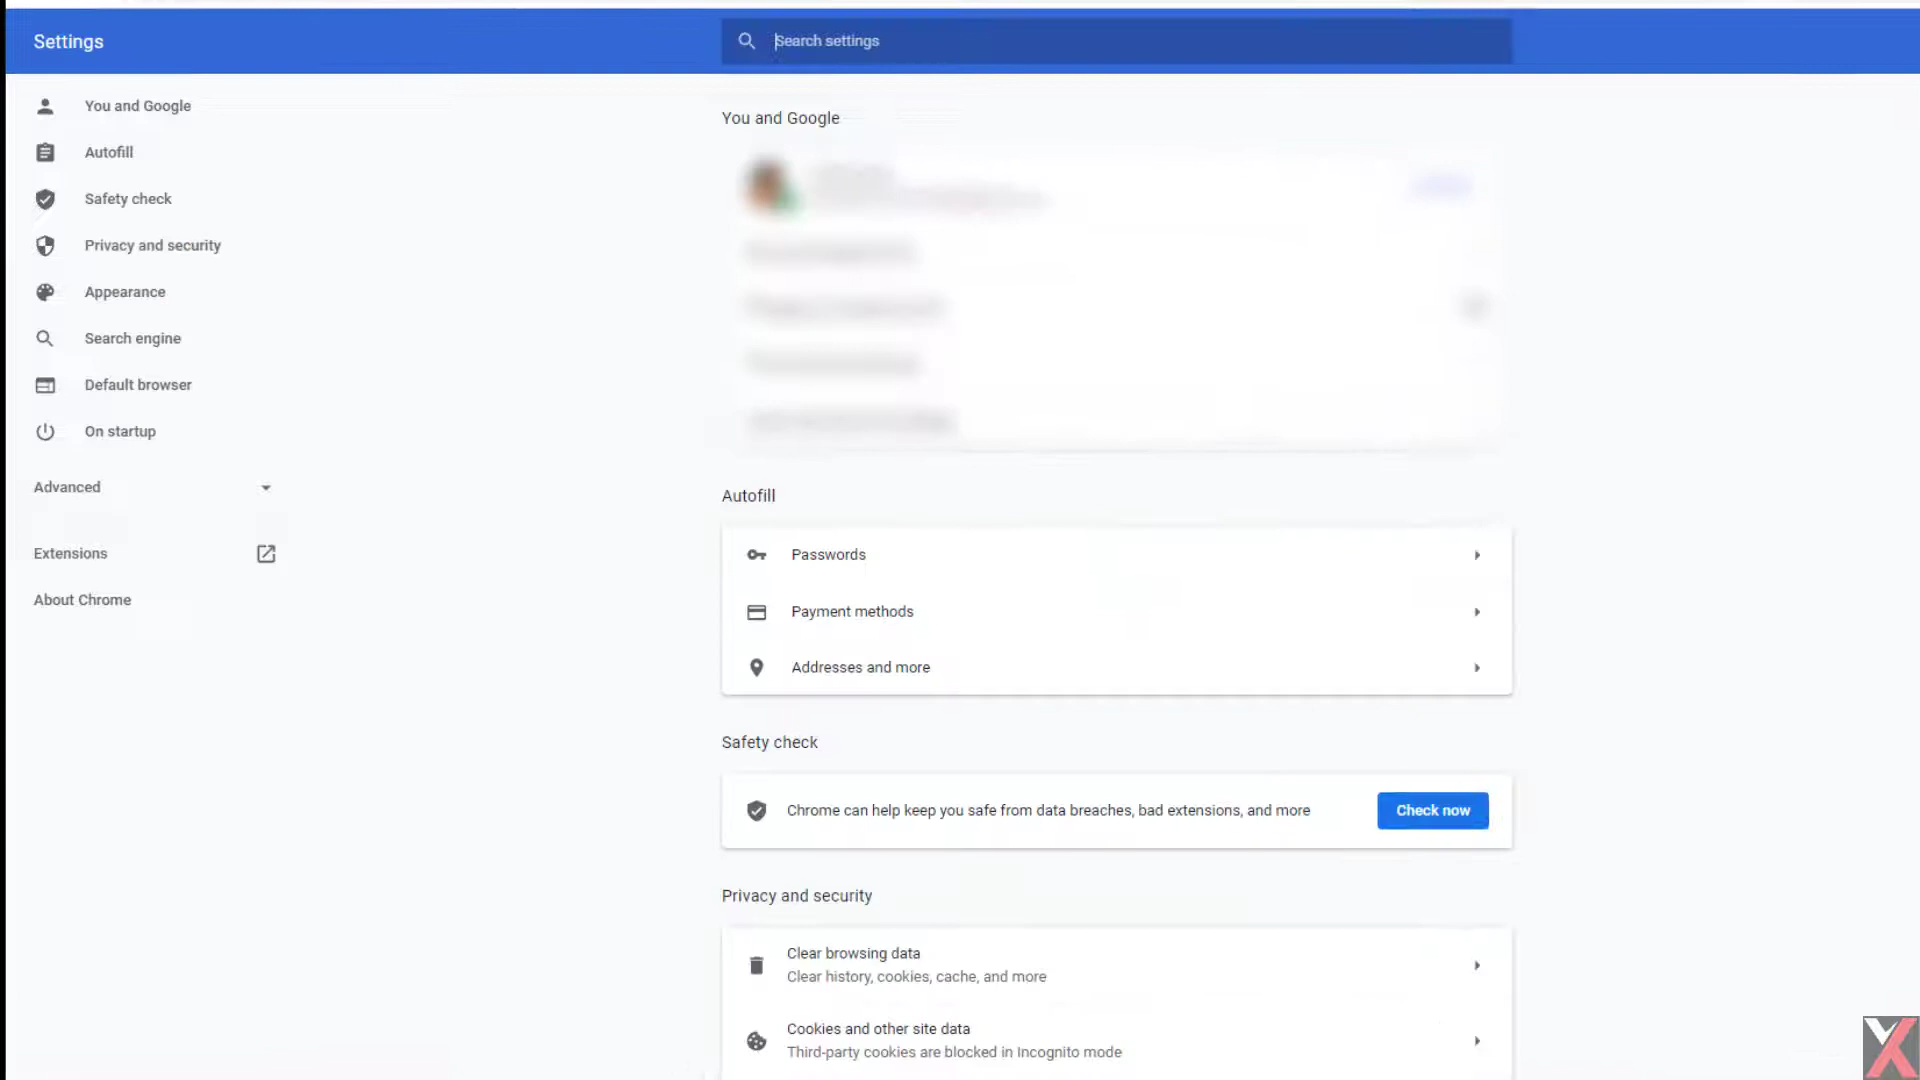 Settings
Search settings
You and Google
Autofill
Safety check
Privacy and security
Appearance
Search engine
Default browser
On startup
Advanced
Extensions
About Chrome
You and Google
Autofill
Passwords
Payment methods
Addresses and more
Safety check
Chrome can help keep you safe from data breaches, bad extensions, and more
Check now
Privacy and security
Clear browsing data
Clear history, cookies, cache, and more
Cookies and other site data
Third-party cookies are blocked in Incognito mode